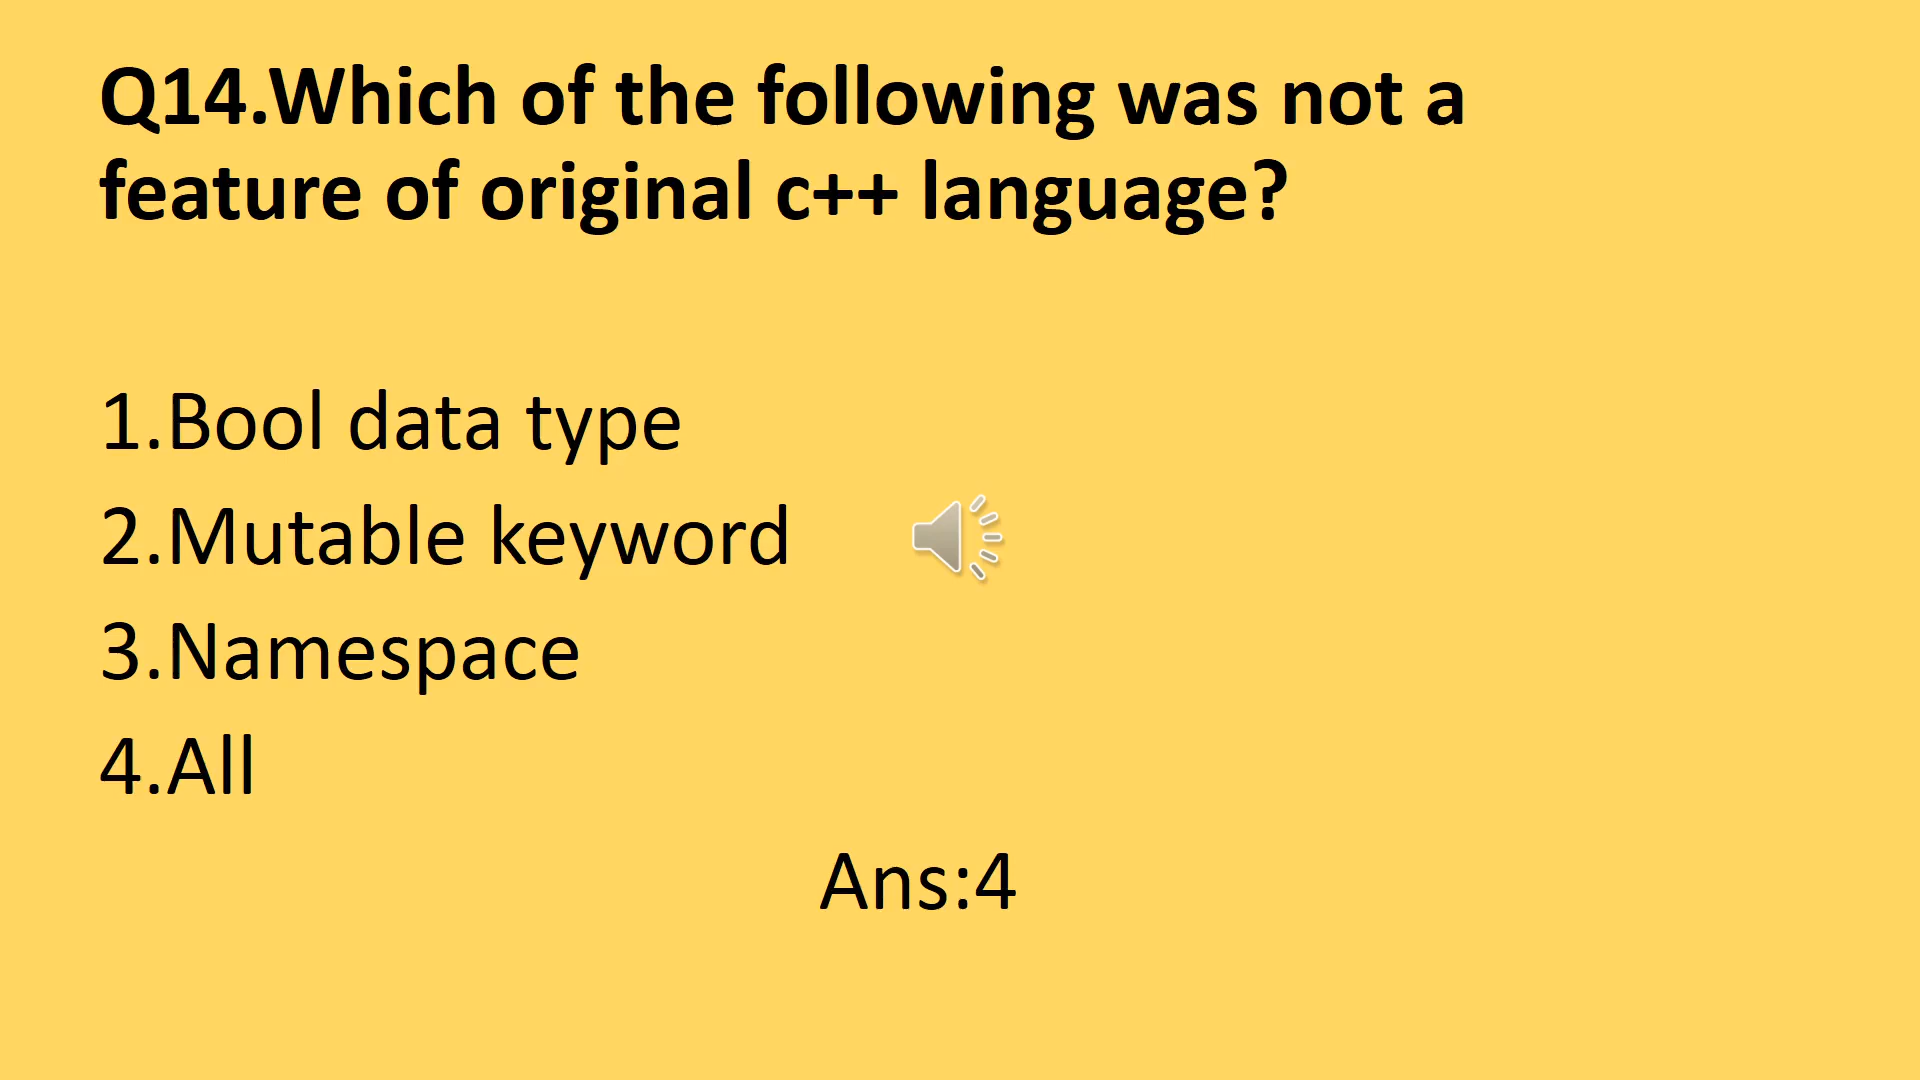 Q14.Which of the following was not a
feature of original c++ language?
1.Bool data type
2.Mutable keyword
3.Namespace
4.All
Ans:4